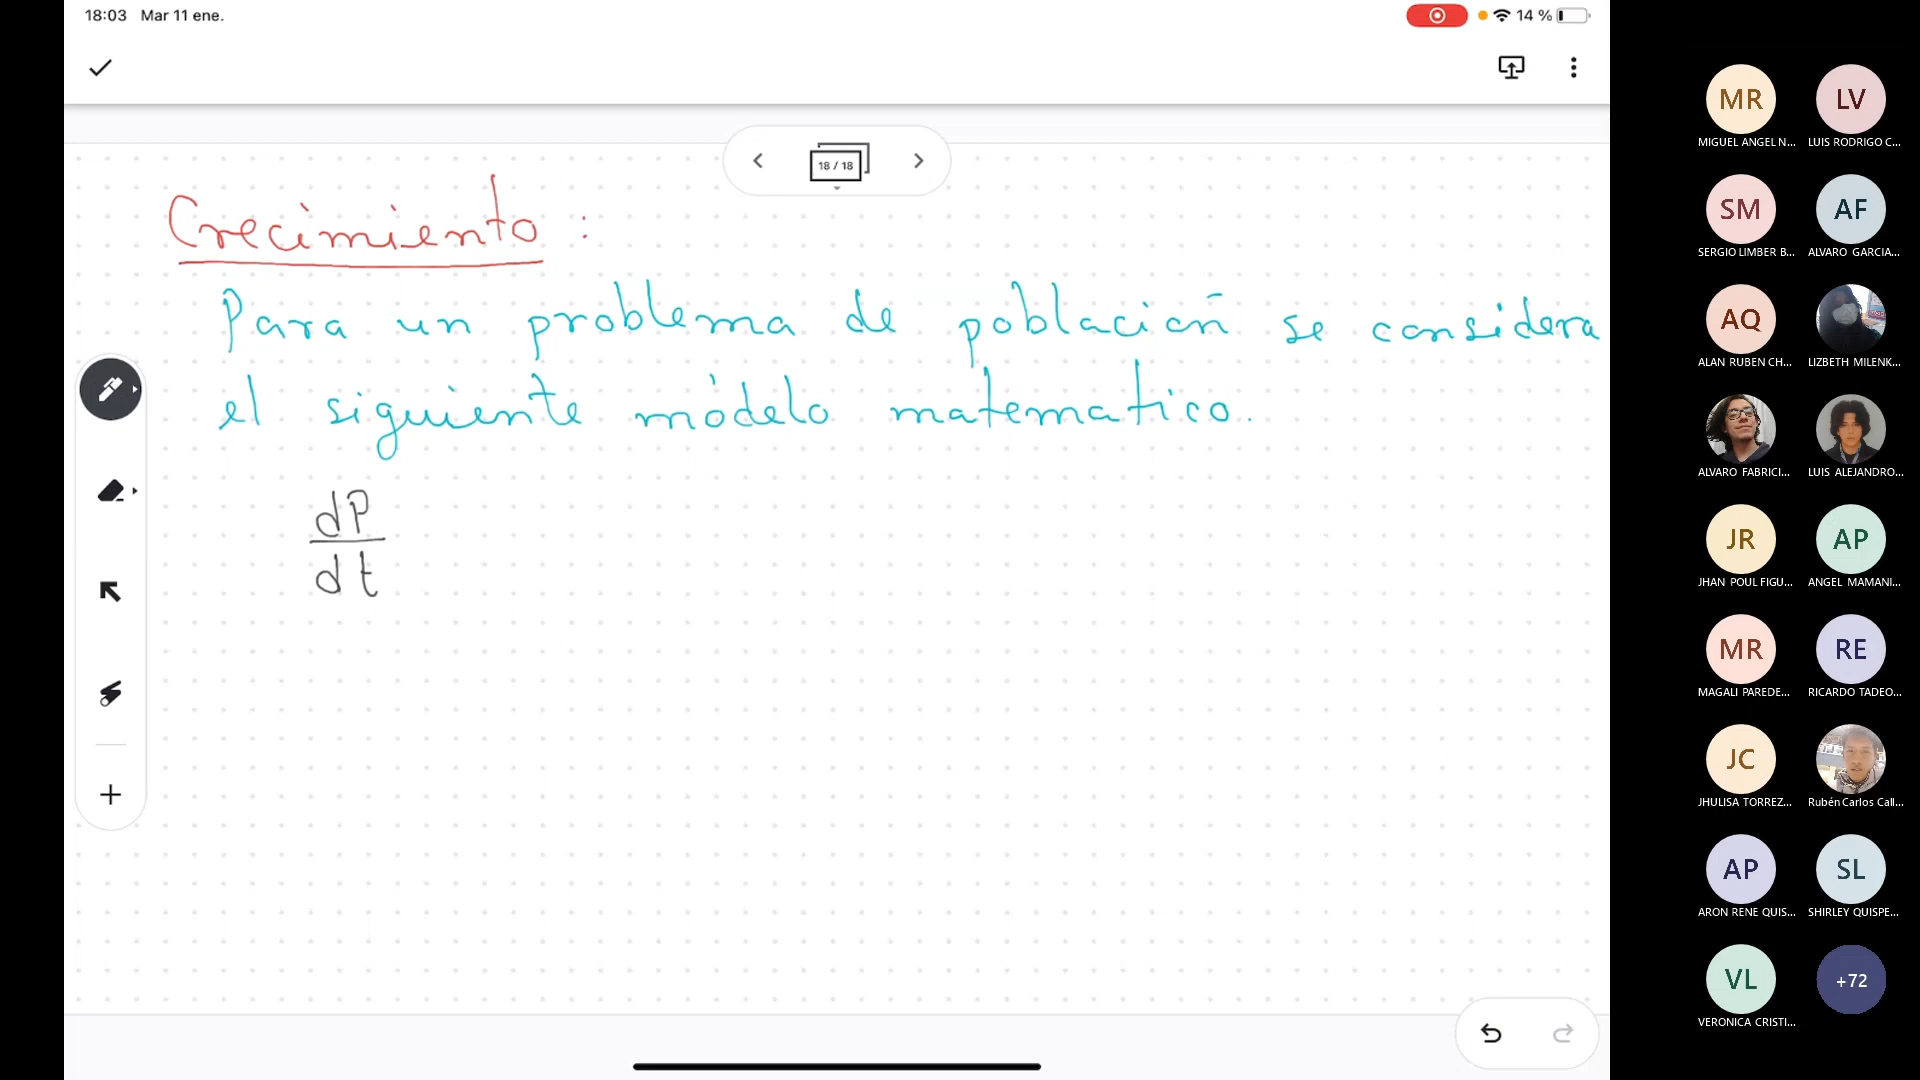 18:03 Mar 11 ene.
14 %
18 / 18
Crecimiento :
Para un problema de población se considera
el siguiente modelo matematico.
dP
dt
MR LV
MIGUEL ANGEL N... LUIS RODRIGO C...
SM AF
SERGIO LIMBER B... ALVARO GARCIA...
AQ
ALAN RUBEN CH... LIZBETH MILENK...
ALVARO FABRICI... LUIS ALEJANDRO...
JR AP
JHAN POUL FIGU... ANGEL MAMANI...
MR RE
MAGALI PAREDE... RICARDO TADEO...
JC
JHULISA TORREZ... Rubén Carlos Call...
AP SL
ARON RENE QUIS... SHIRLEY QUISPE...
VL +72
VERONICA CRISTI...